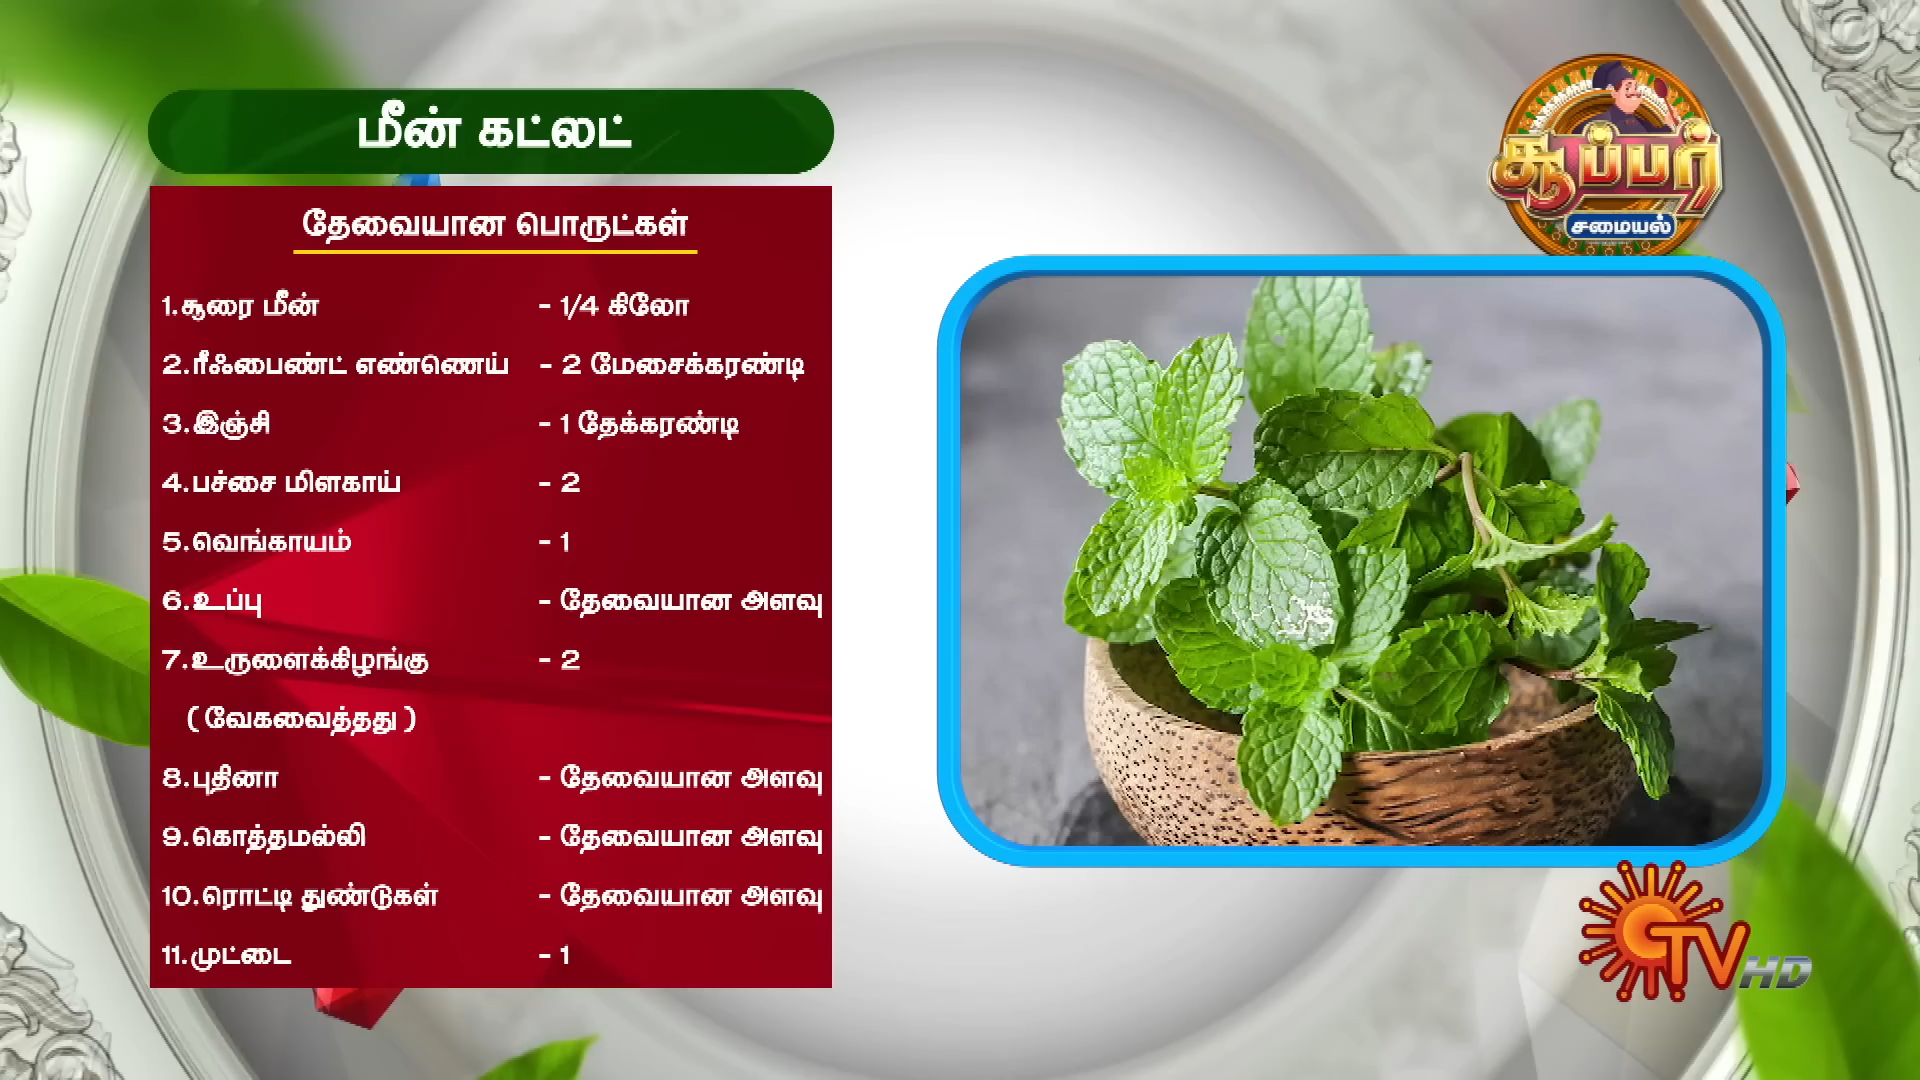 மீன் கட்லட்
தேவையான பொருட்கள்
1.சூரை மீன் - 1/4 கிலோ
2.ரீஃபைண்ட் எண்ணெய் - 2 மேசைக்கரண்டி
3.இஞ்சி - 1 தேக்கரண்டி
4.பச்சை மிளகாய் - 2
5.வெங்காயம் - 1
6.உப்பு - தேவையான அளவு
7.உருளைக்கிழங்கு - 2
( வேகவைத்தது )
8.புதினா - தேவையான அளவு
9.கொத்தமல்லி - தேவையான அளவு
10.ரொட்டி துண்டுகள் - தேவையான அளவு
11.முட்டை - 1
சூப்பர்
சமையல்
TV HD